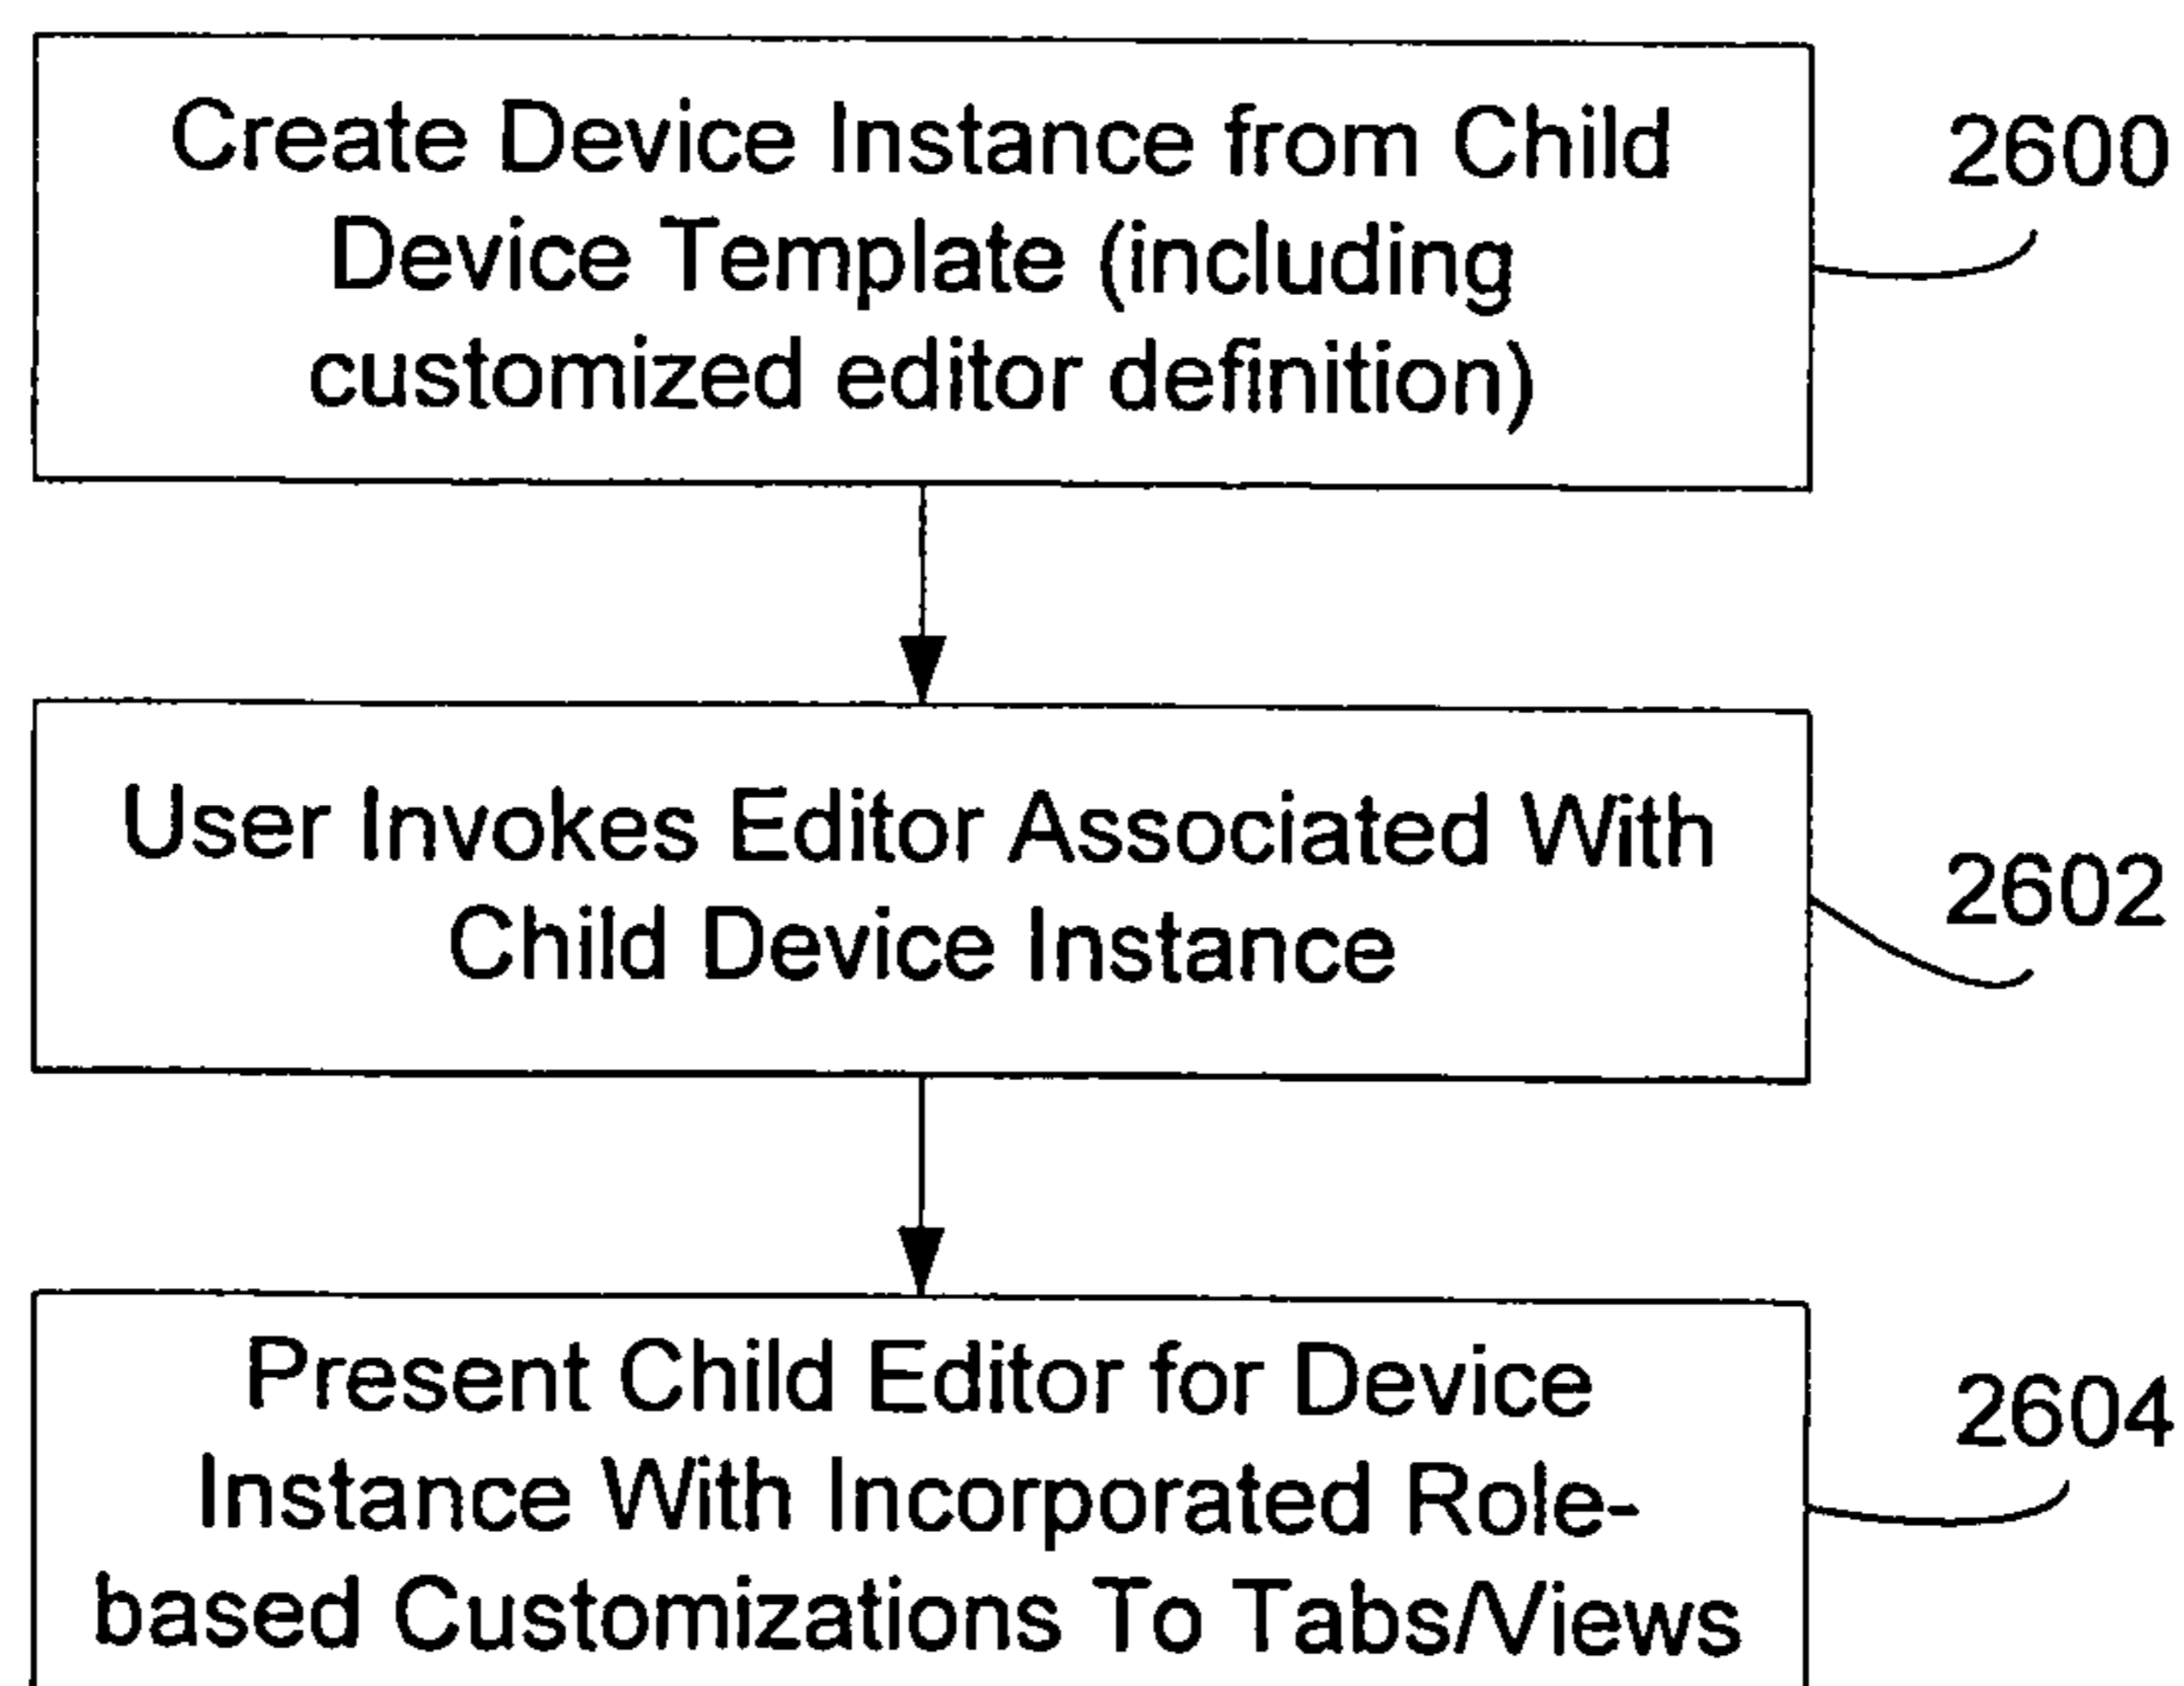 Create Device Instance from Child
Device Template (including
customized editor definition)
2600
User Invokes Editor Associated With
Child Device Instance
2602
Present Child Editor for Device
Instance With Incorporated Role-
based Customizations To Tabs/Views
2604